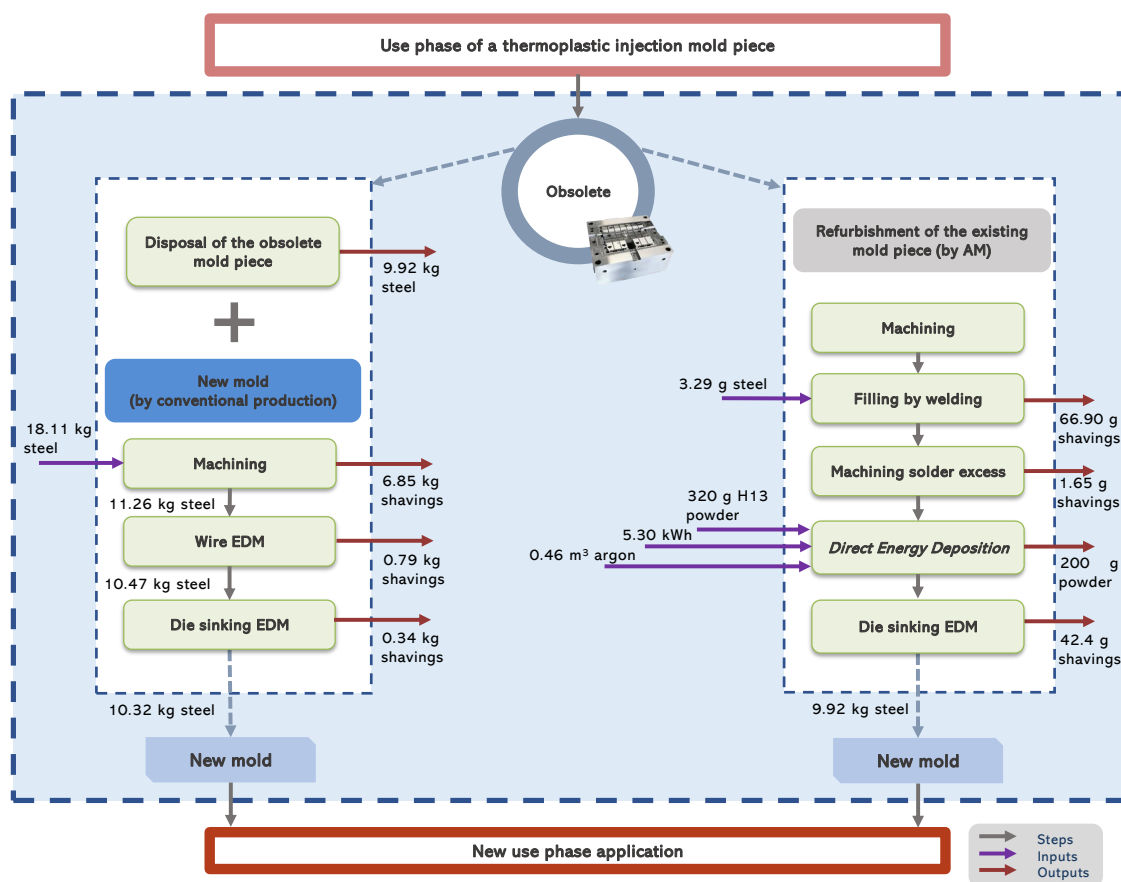 Use phase of a thermoplastic injection mold piece
Obsolete
Disposal of the obsolete
mold piece
9.92 kg
steel
New mold
(by conventional production)
18.11 kg
steel
Machining
6.85 kg
shavings
11.26 kg steel
Wire EDM
0.79 kg
shavings
10.47 kg steel
Die sinking EDM
0.34 kg
shavings
10.32 kg steel
New mold
Refurbishment of the existing
mold piece (by AM)
Machining
3.29 g steel
Filling by welding
66.90 g
shavings
Machining solder excess
1.65 g
shavings
320 g H13
powder
5.30 kWh
0.46 m³ argon
Direct Energy Deposition
200 g
powder
Die sinking EDM
42.4 g
shavings
9.92 kg steel
New mold
New use phase application
Steps
Inputs
Outputs